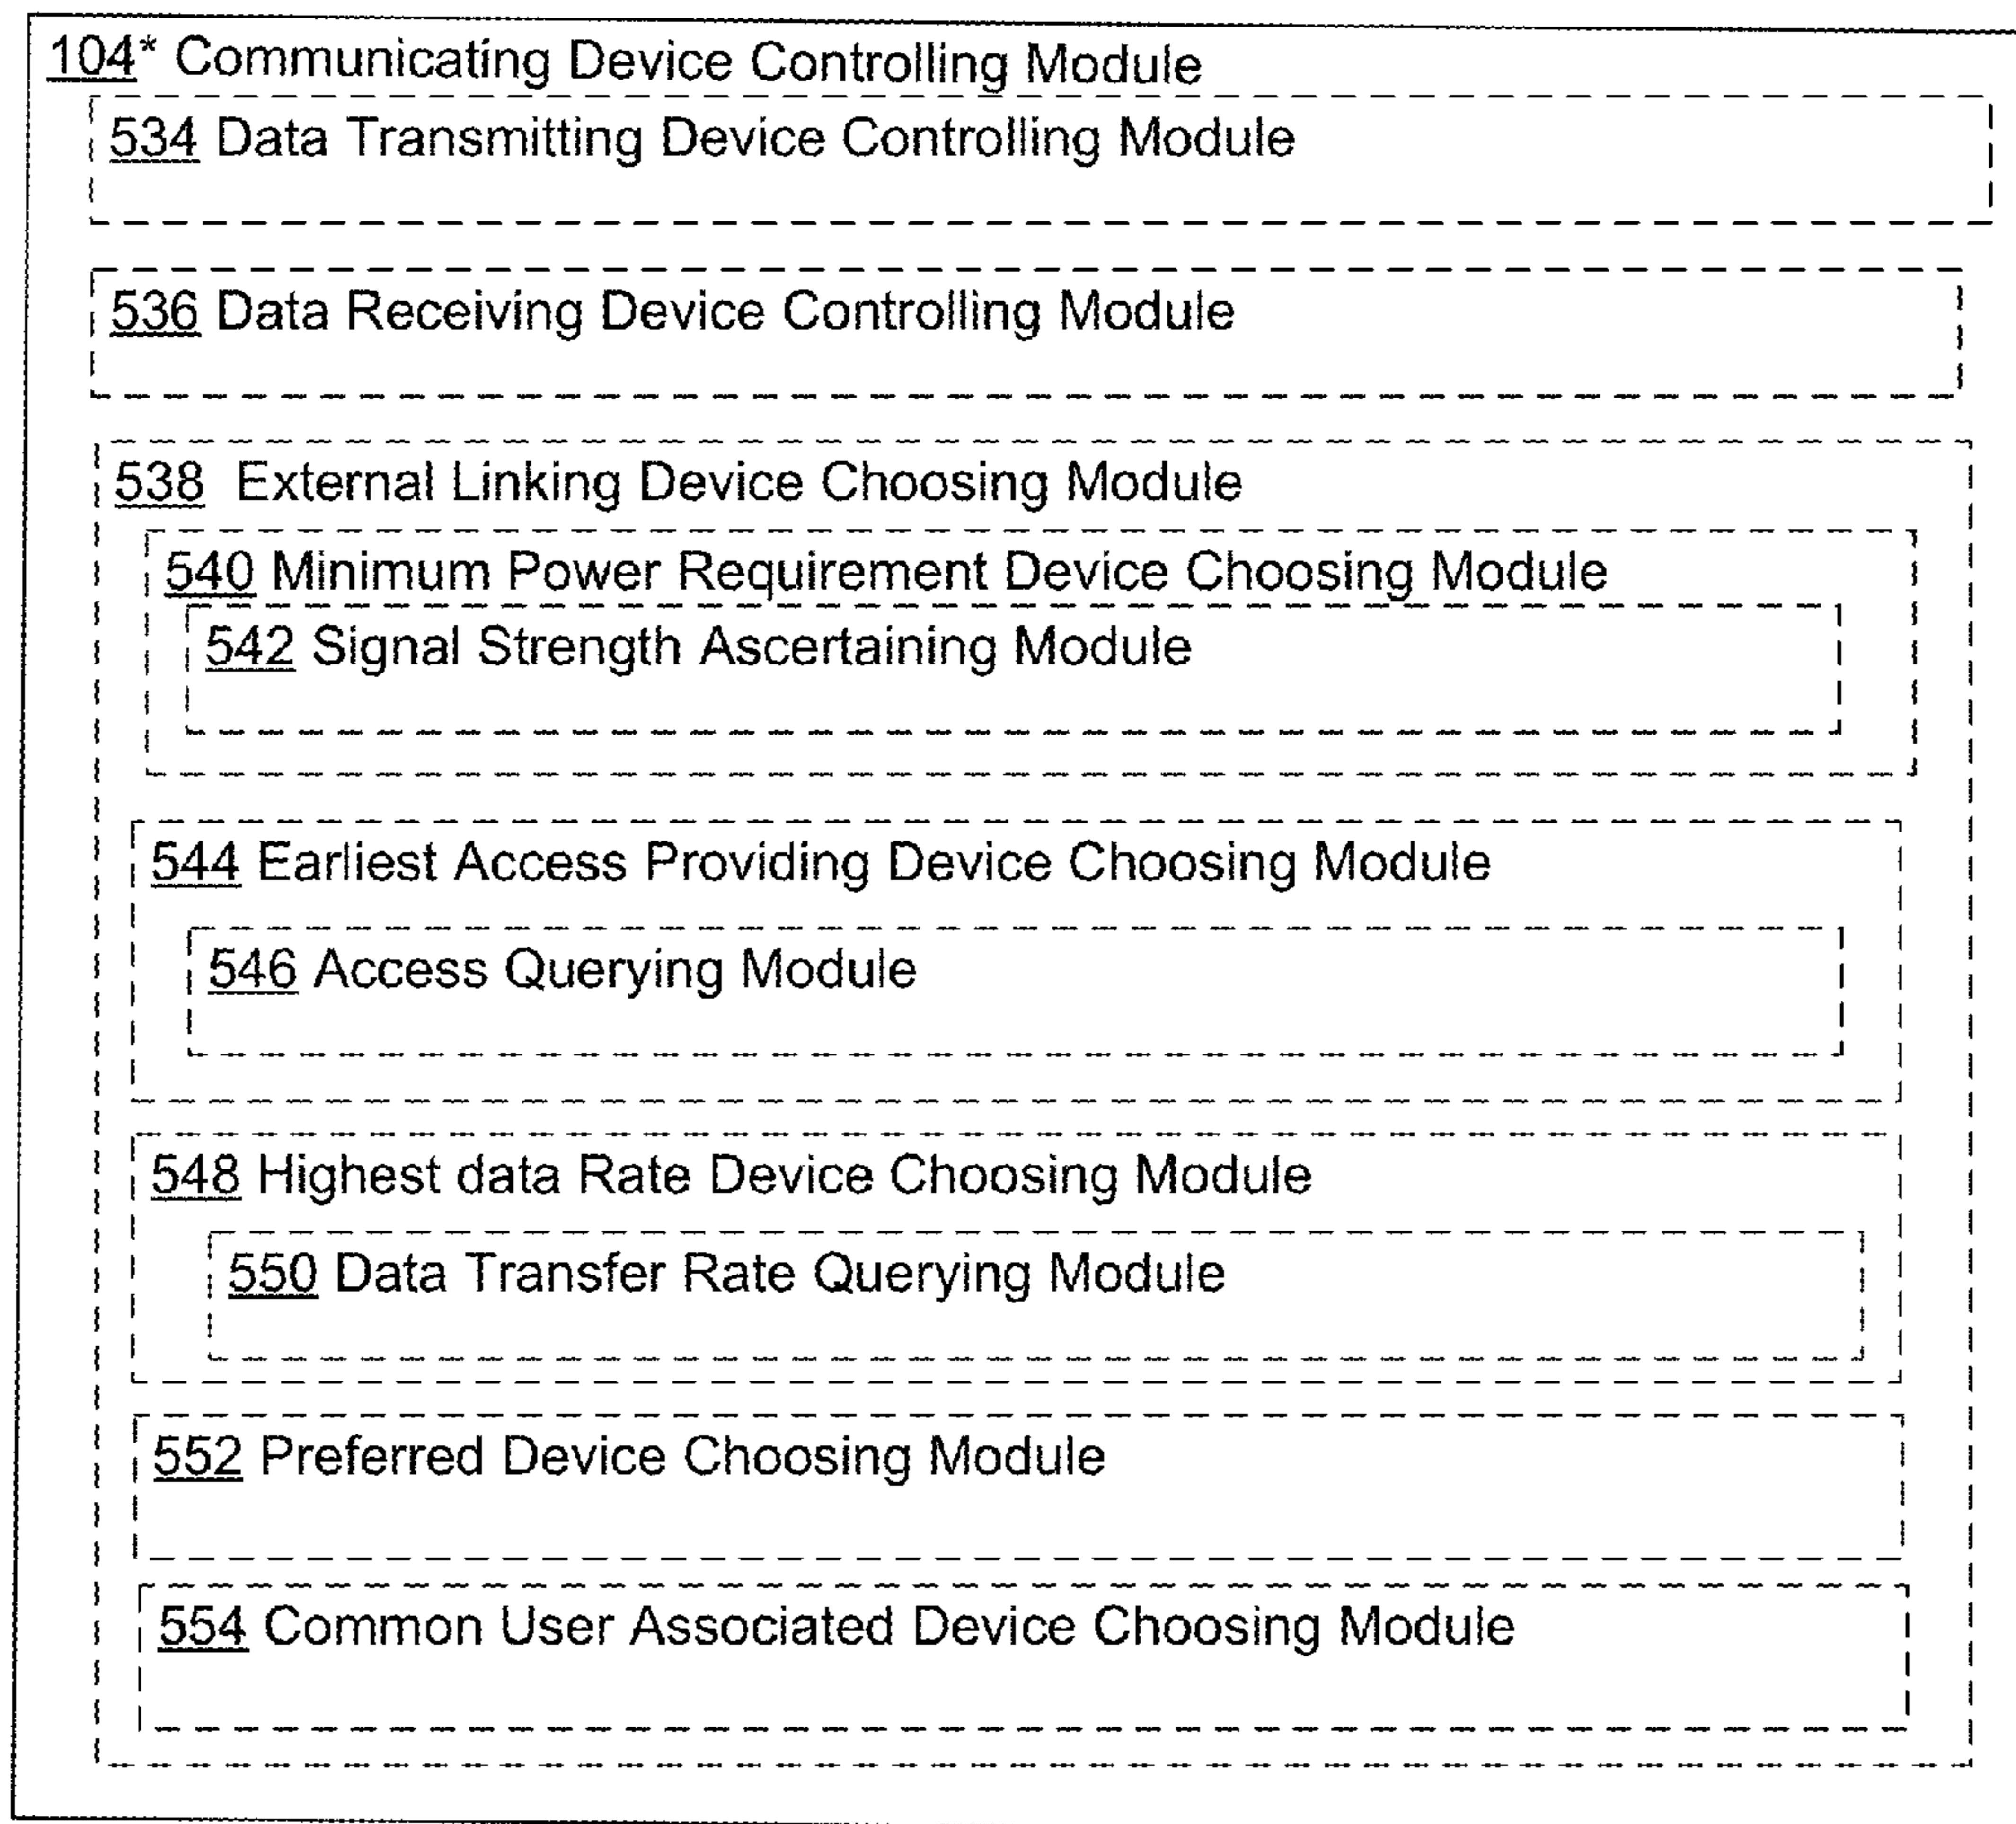 104* Communicating Device Controlling Module
534 Data Transmitting Device Controlling Module
536 Data Receiving Device Controlling Module
538 External Linking Device Choosing Module
540 Minimum Power Requirement Device Choosing Module
542 Signal Strength Ascertaining Module
544 Earliest Access Providing Device Choosing Module
546 Access Querying Module
548 Highest data Rate Device Choosing Module
550 Data Transfer Rate Querying Module
552 Preferred Device Choosing Module
554 Common User Associated Device Choosing Module